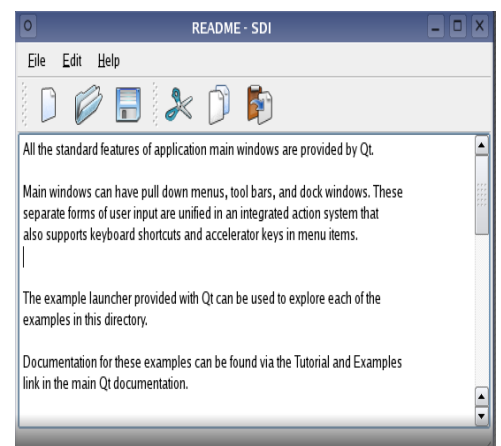 README - SDI
File Edit Help
All the standard features of application main windows are provided by Qt.
Main windows can have pull down menus, tool bars, and dock windows. These
separate forms of user input are unified in an integrated action system that
also supports keyboard shortcuts and accelerator keys in menu items.
The example launcher provided with Qt can be used to explore each of the
examples in this directory.
Documentation for these examples can be found via the Tutorial and Examples
link in the main Qt documentation.